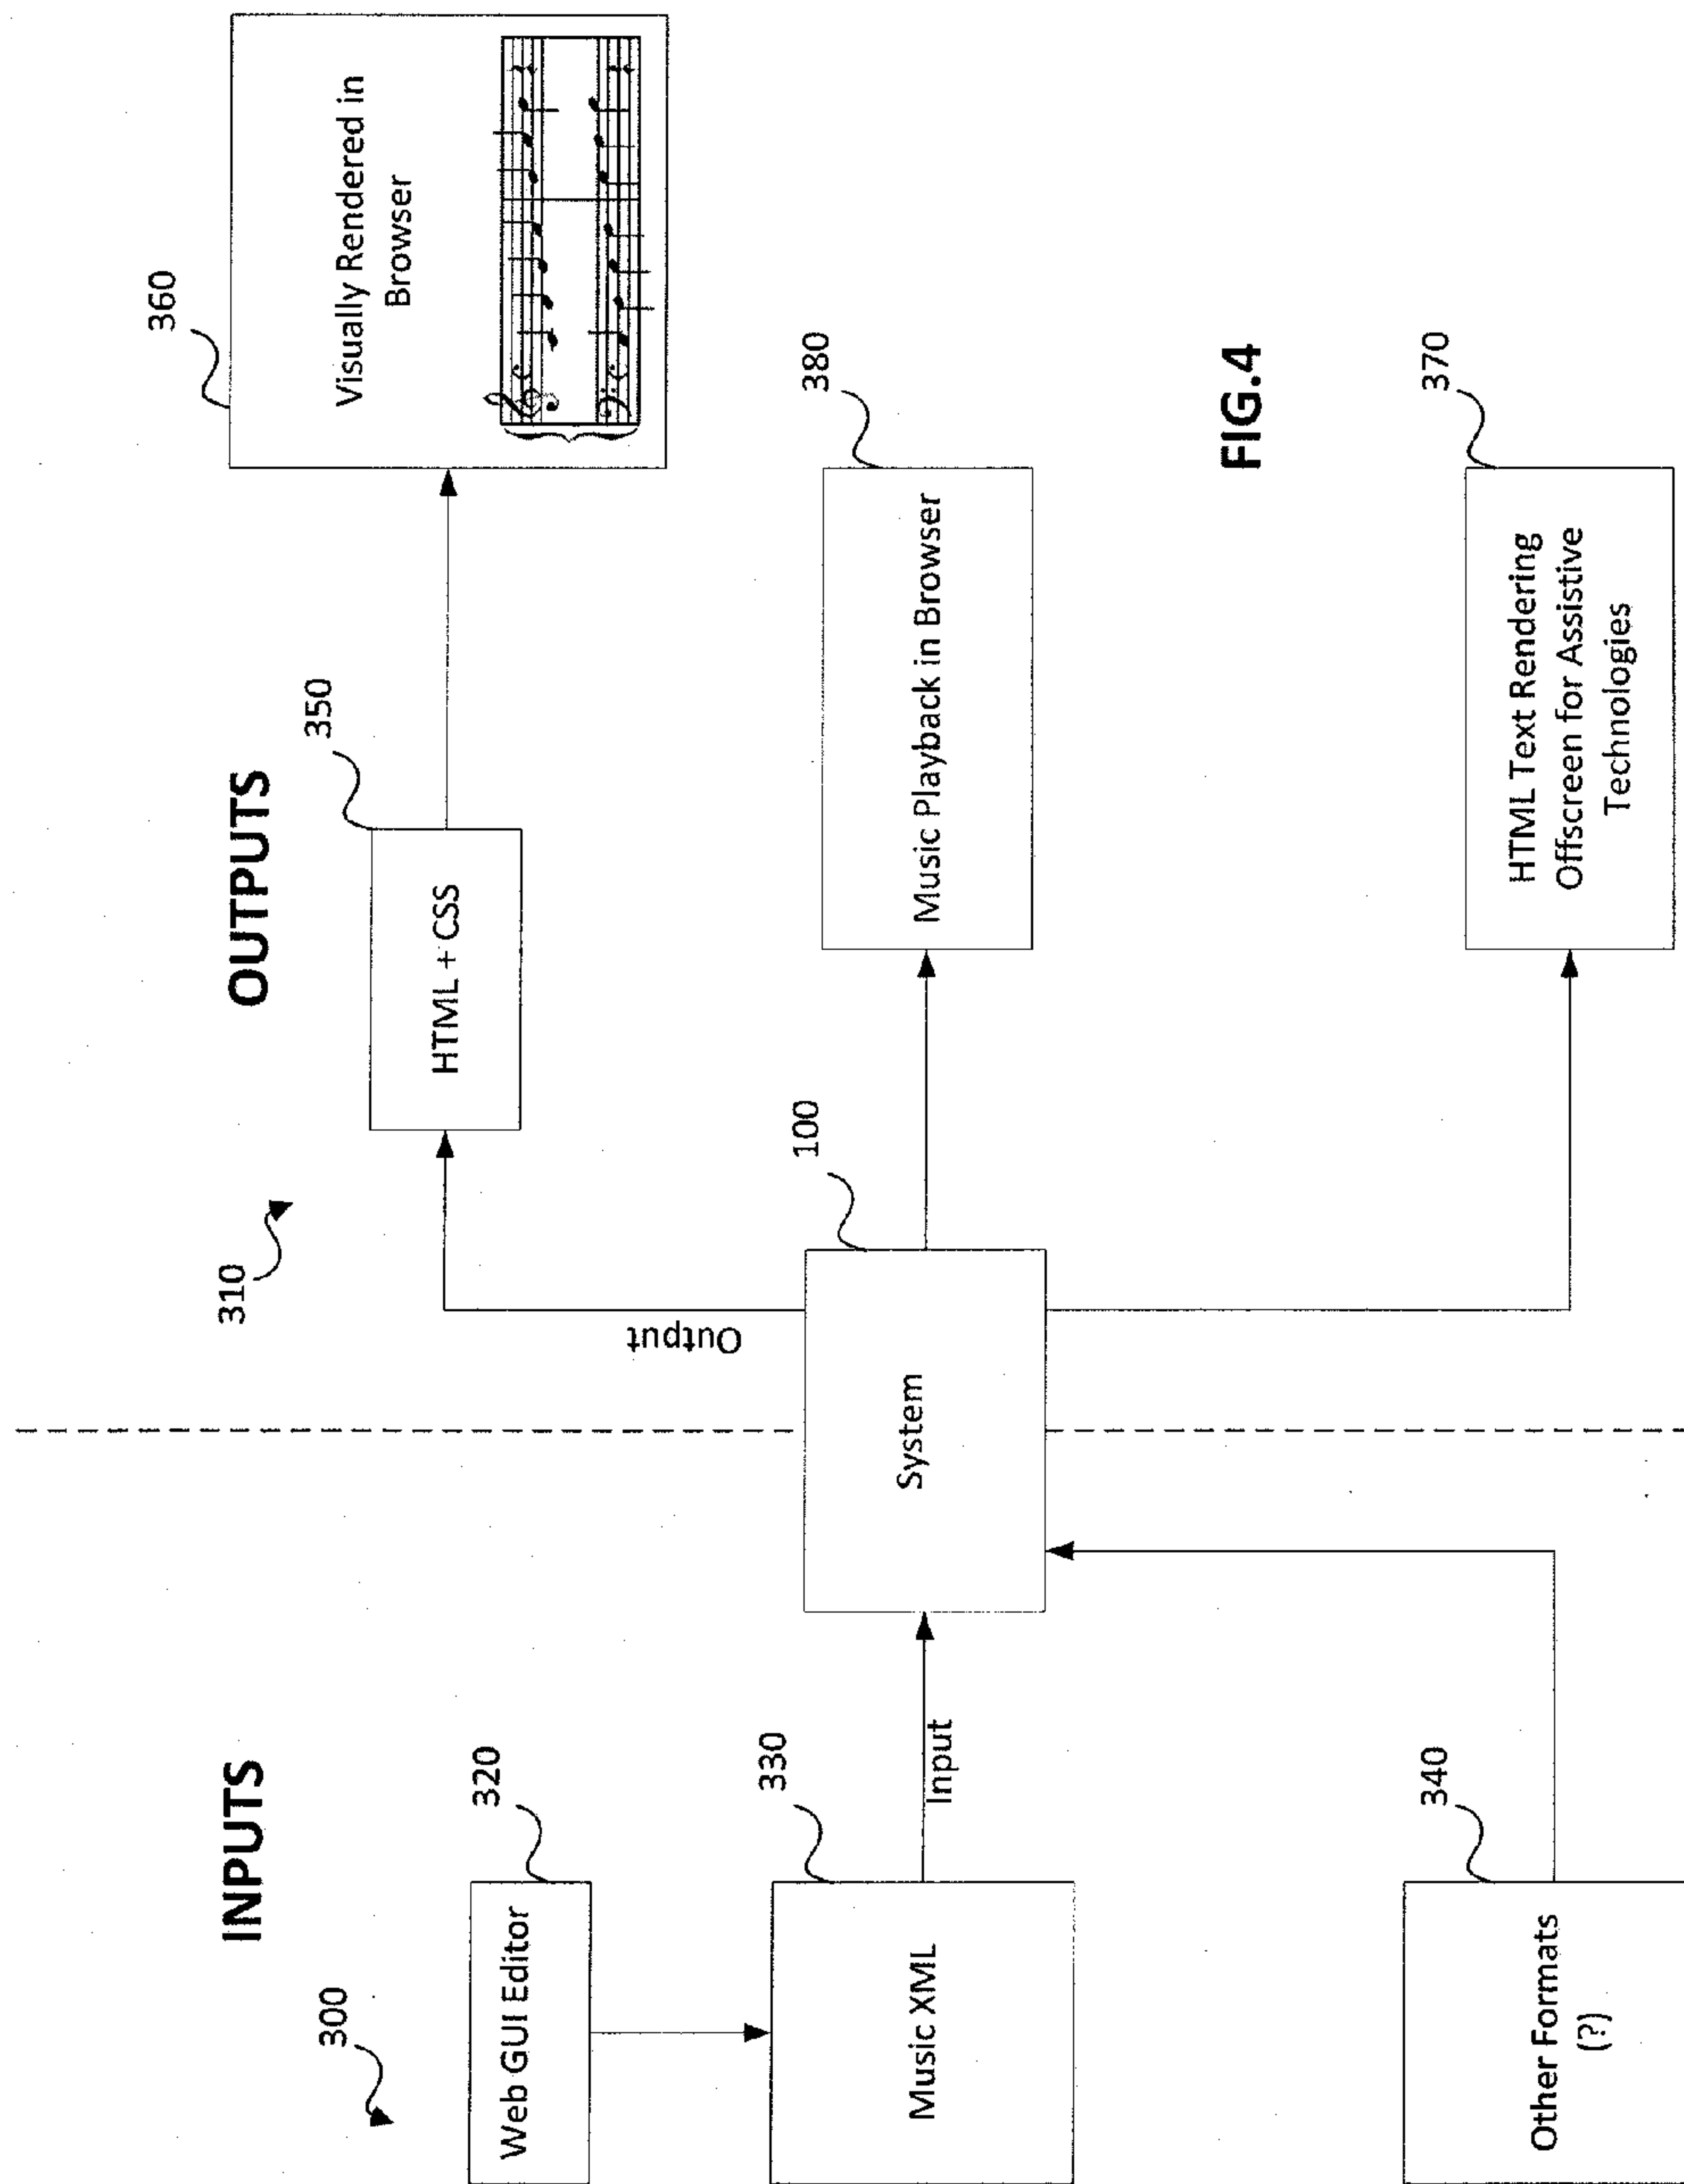 INPUTS
OUTPUTS
300
310
320
Web GUI Editor
330
Music XML
Input
340
Other Formats
(?)
100
System
Output
350
HTML + CSS
360
Visually Rendered in
Browser
380
Music Playback in Browser
370
HTML Text Rendering
Offscreen for Assistive
Technologies
FIG.4